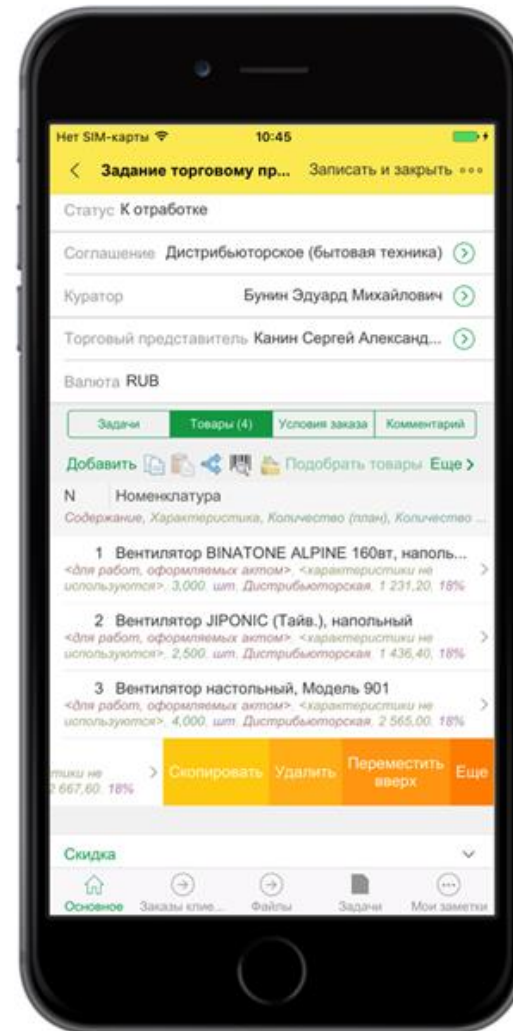 Нет SIM-карты 10:45
Задание торговому пр... Записать и закрыть
Статус К отработке
Соглашение Дистрибьюторское (бытовая техника)
Куратор Бунин Эдуард Михайлович
Торговый представитель Канин Сергей Александ...
Валюта RUB
Задачи Товары (4) Условия заказа Комментарий
Добавить Подобрать товары Еще
N Номенклатура
Содержание, Характеристика, Количество (план), Количество ...
1 Вентилятор BINATONE ALPINE 160вт, наполь...
<для работ, оформляемых актом>, <характеристики не
используются>, 3,000, шт, Дистрибьюторская, 1 231,20, 18%
2 Вентилятор JIPONIC (Тайв.), напольный
<для работ, оформляемых актом>, <характеристики не
используются>, 2,500, шт, Дистрибьюторская, 1 436,40, 18%
3 Вентилятор настольный, Модель 901
<для работ, оформляемых актом>, <характеристики не
используются>, 4,000, шт, Дистрибьюторская, 2 565,00, 18%
тики не
2 667,60, 18%
Скопировать Удалить Переместить вверх Еще
Скидка
Основное Заказы клие... Файлы Задачи Мои заметки